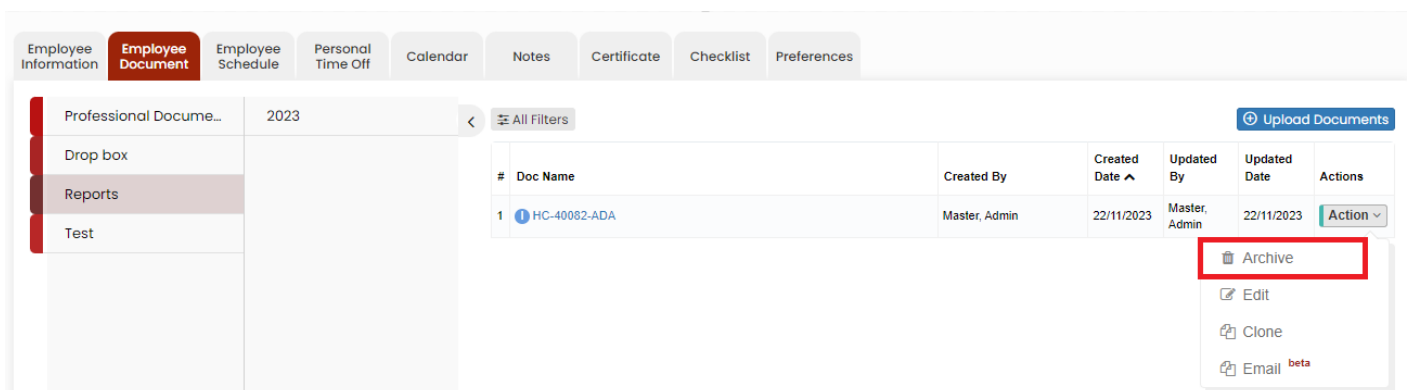 Employee Information
Employee Document
Employee Schedule
Personal Time Off
Calendar
Notes
Certificate
Checklist
Preferences
Professional Docume...
Drop box
Reports
Test
2023
All Filters
Upload Documents
# Doc Name Created By Created Date Updated By Updated Date Actions
1 I HC-40082-ADA Master, Admin 22/11/2023 Master, Admin 22/11/2023 Action
Archive
Edit
Clone
Email beta